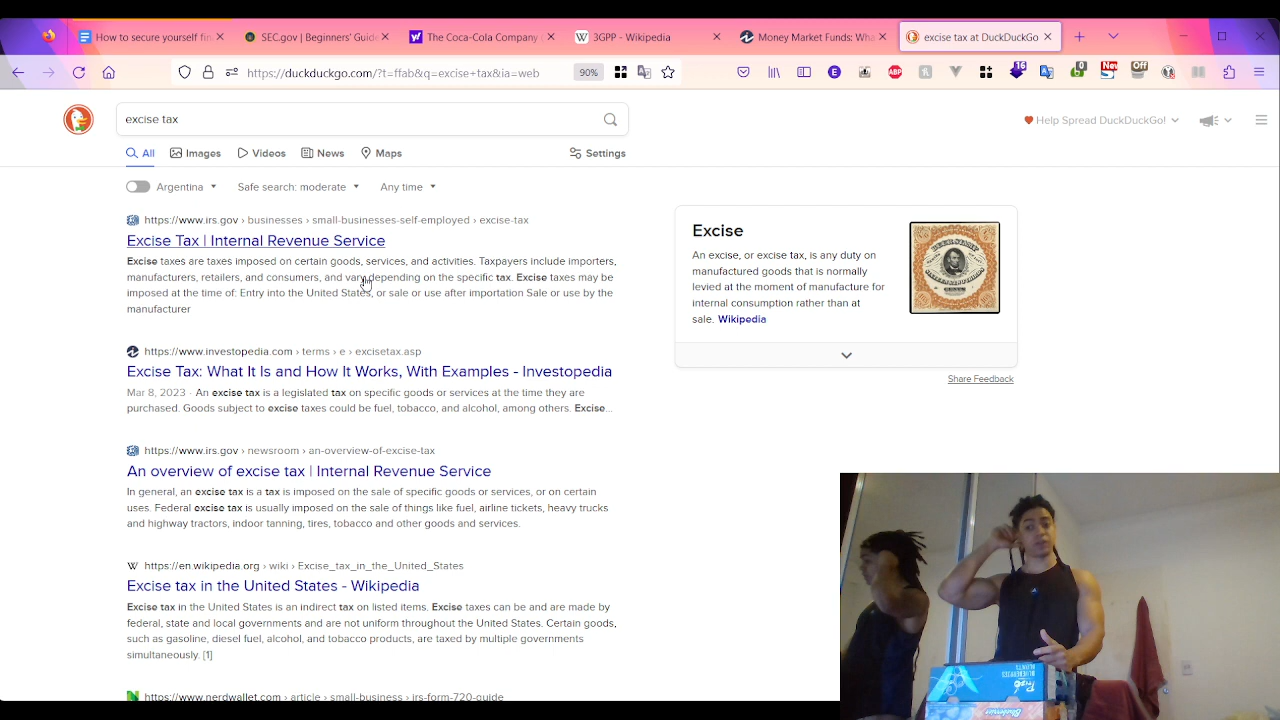 How to secure yourself fin
SEC.gov | Beginners' Guide
The Coca-Cola Company
3GPP - Wikipedia
Money Market Funds: Wha
excise tax at DuckDuckGo
https://duckduckgo.com/?t=ffab&q=excise+tax&ia=web
90%
16
0
New
Off
excise tax
Help Spread DuckDuckGo!
All
Images
Videos
News
Maps
Settings
Argentina
Safe search: moderate
Any time
https://www.irs.gov › businesses › small-businesses-self-employed › excise-tax
Excise Tax | Internal Revenue Service
Excise taxes are taxes imposed on certain goods, services, and activities. Taxpayers include importers,
manufacturers, retailers, and consumers, and vary depending on the specific tax. Excise taxes may be
imposed at the time of: Entry into the United States, or sale or use after importation Sale or use by the
manufacturer
https://www.investopedia.com › terms › e › excisetax.asp
Excise Tax: What It Is and How It Works, With Examples - Investopedia
Mar 8, 2023 · An excise tax is a legislated tax on specific goods or services at the time they are
purchased. Goods subject to excise taxes could be fuel, tobacco, and alcohol, among others. Excise...
https://www.irs.gov › newsroom › an-overview-of-excise-tax
An overview of excise tax | Internal Revenue Service
In general, an excise tax is a tax is imposed on the sale of specific goods or services, or on certain
uses. Federal excise tax is usually imposed on the sale of things like fuel, airline tickets, heavy trucks
and highway tractors, indoor tanning, tires, tobacco and other goods and services.
https://en.wikipedia.org › wiki › Excise_tax_in_the_United_States
Excise tax in the United States - Wikipedia
Excise tax in the United States is an indirect tax on listed items. Excise taxes can be and are made by
federal, state and local governments and are not uniform throughout the United States. Certain goods,
such as gasoline, diesel fuel, alcohol, and tobacco products, are taxed by multiple governments
simultaneously. [1]
https://www.nerdwallet.com › article › small-business › irs-form-720-guide
Excise
An excise, or excise tax, is any duty on
manufactured goods that is normally
levied at the moment of manufacture for
internal consumption rather than at
sale. Wikipedia
Share Feedback
BLUEBERRIES